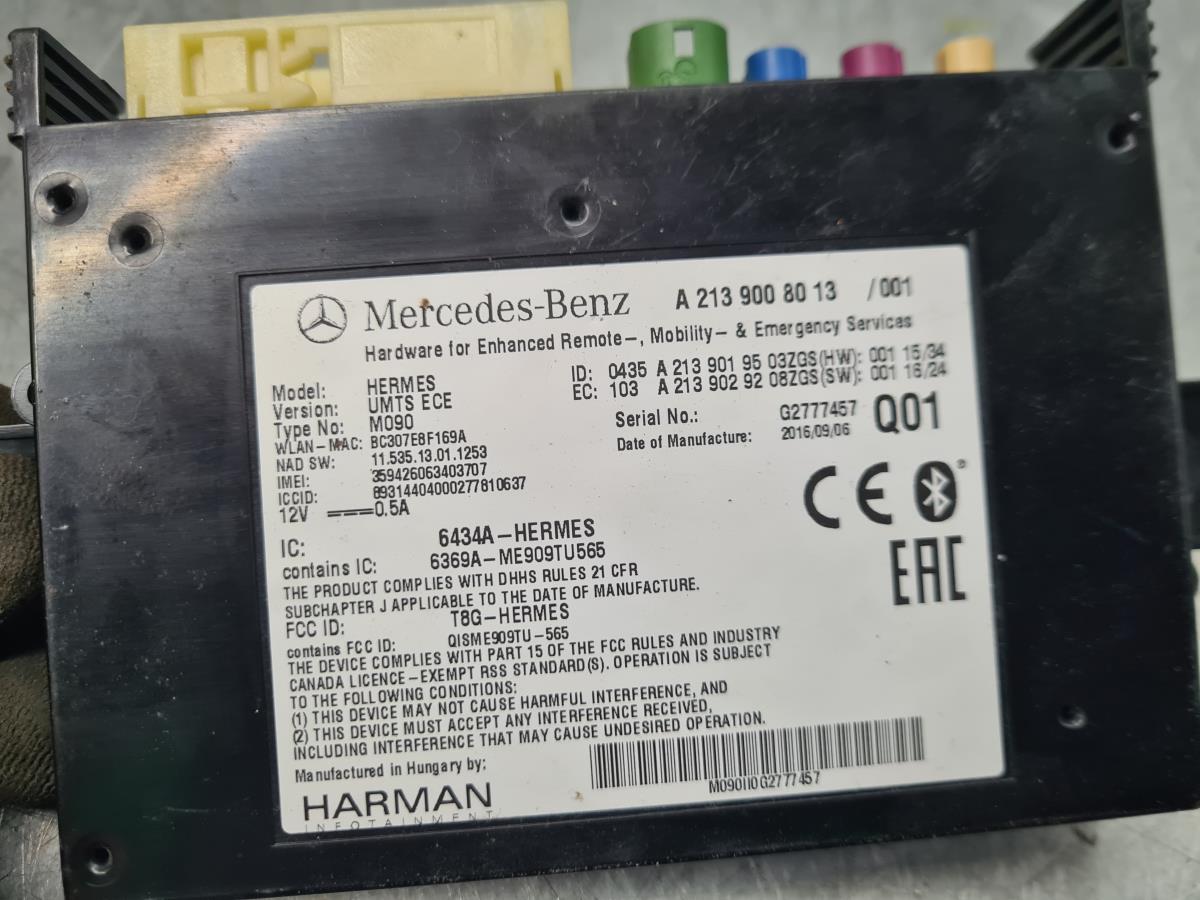 Mercedes-Benz A 213 900 80 13 /001
Hardware for Enhanced Remote-, Mobility- & Emergency Services
Model: HERMES
Version: UMTS ECE
Type No: M090
WLAN-MAC: BC307E8F169A
NAD SW: 11.535.13.01.1253
IMEI: 359426063403707
ICCID: 89314404000277810637
12V 0.5A
ID: 0435 A 213 901 95 03ZGS(HW): 001 15/34
EC: 103 A 213 902 92 08ZGS(SW): 001 16/24
Serial No.: G2777457 Q01
Date of Manufacture: 2016/09/06
CE
EAC
IC: 6434A-HERMES
contains IC: 6369A-ME909TU565
THE PRODUCT COMPLIES WITH DHHS RULES 21 CFR
SUBCHAPTER J APPLICABLE TO THE DATE OF MANUFACTURE.
FCC ID: T8G-HERMES
contains FCC ID: QISME909TU-565
THE DEVICE COMPLIES WITH PART 15 OF THE FCC RULES AND INDUSTRY
CANADA LICENCE-EXEMPT RSS STANDARD(S). OPERATION IS SUBJECT
TO THE FOLLOWING CONDITIONS:
(1) THIS DEVICE MAY NOT CAUSE HARMFUL INTERFERENCE, AND
(2) THIS DEVICE MUST ACCEPT ANY INTERFERENCE RECEIVED,
INCLUDING INTERFERENCE THAT MAY CAUSE UNDESIRED OPERATION.
Manufactured in Hungary by:
HARMAN
INFOTAINMENT
M090H0G2777457